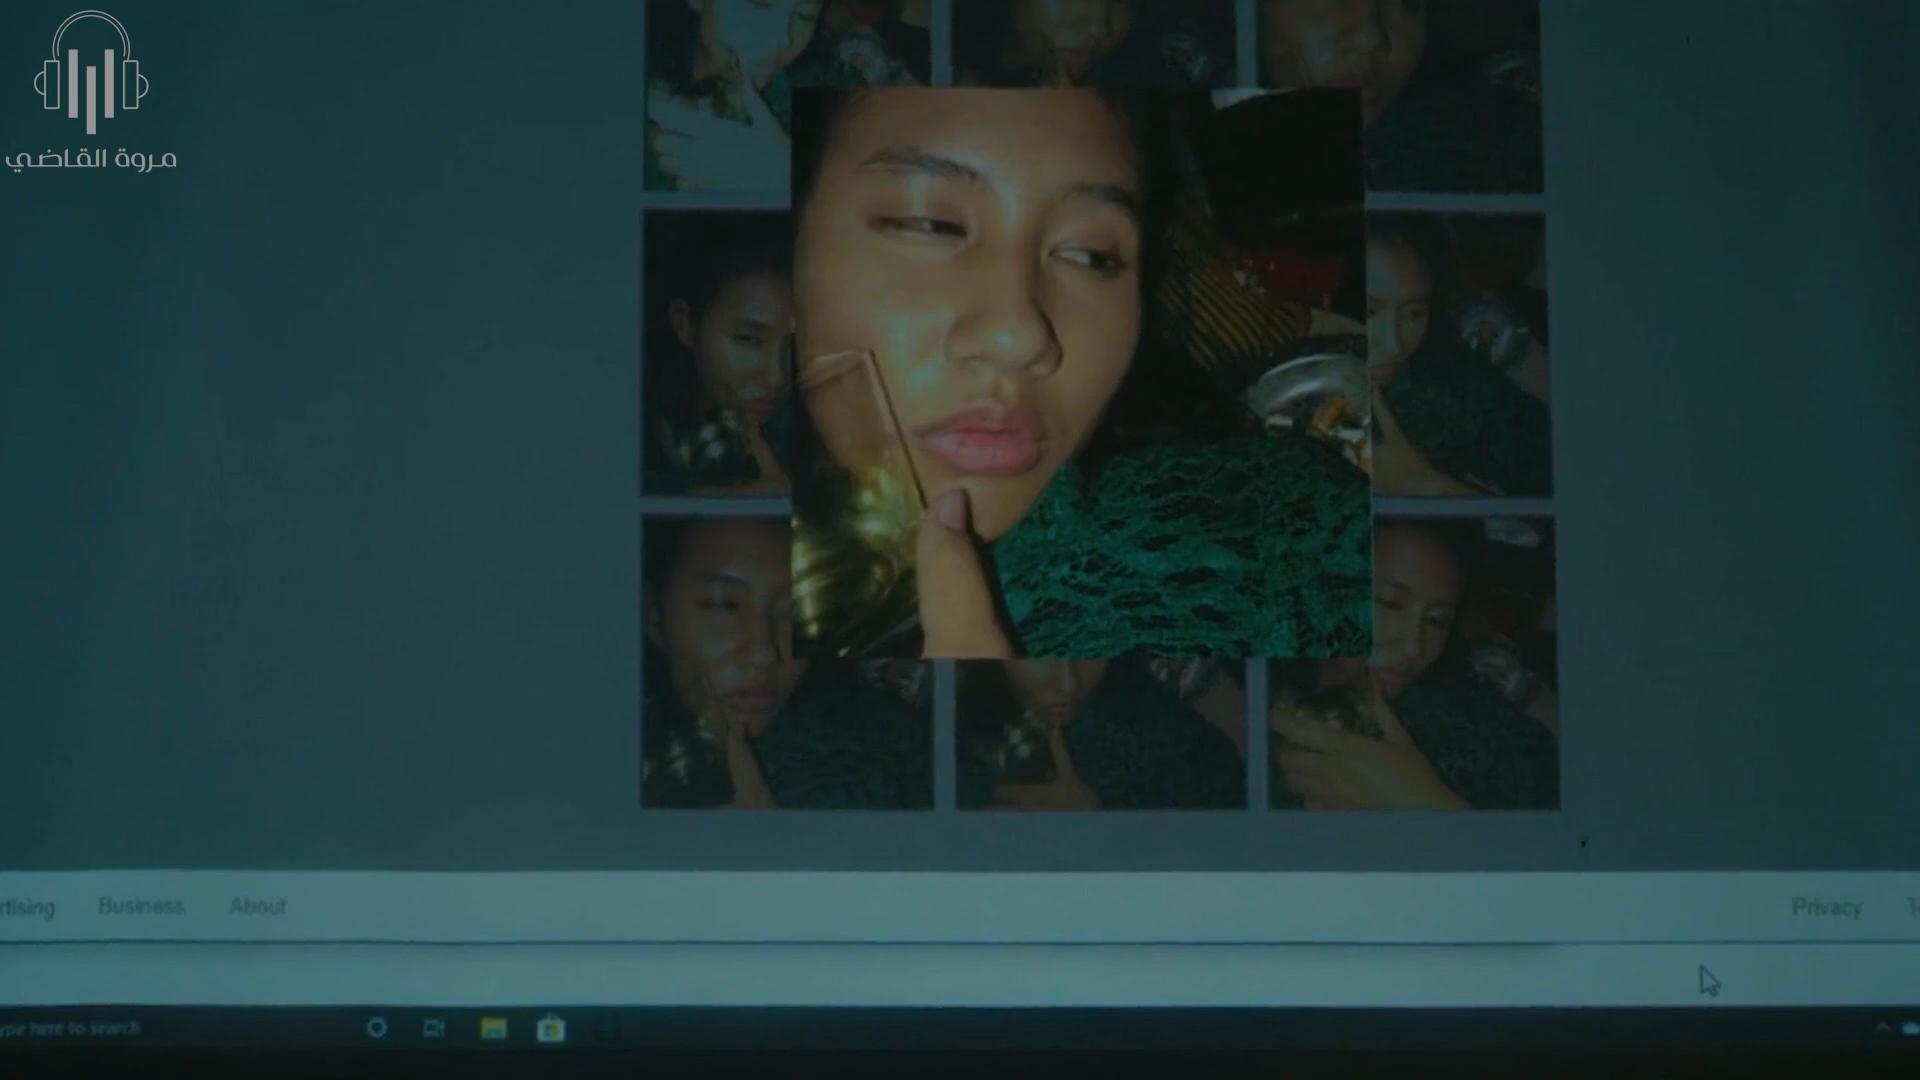 مروة القاضي
rtising Business About Privacy
ype here to search